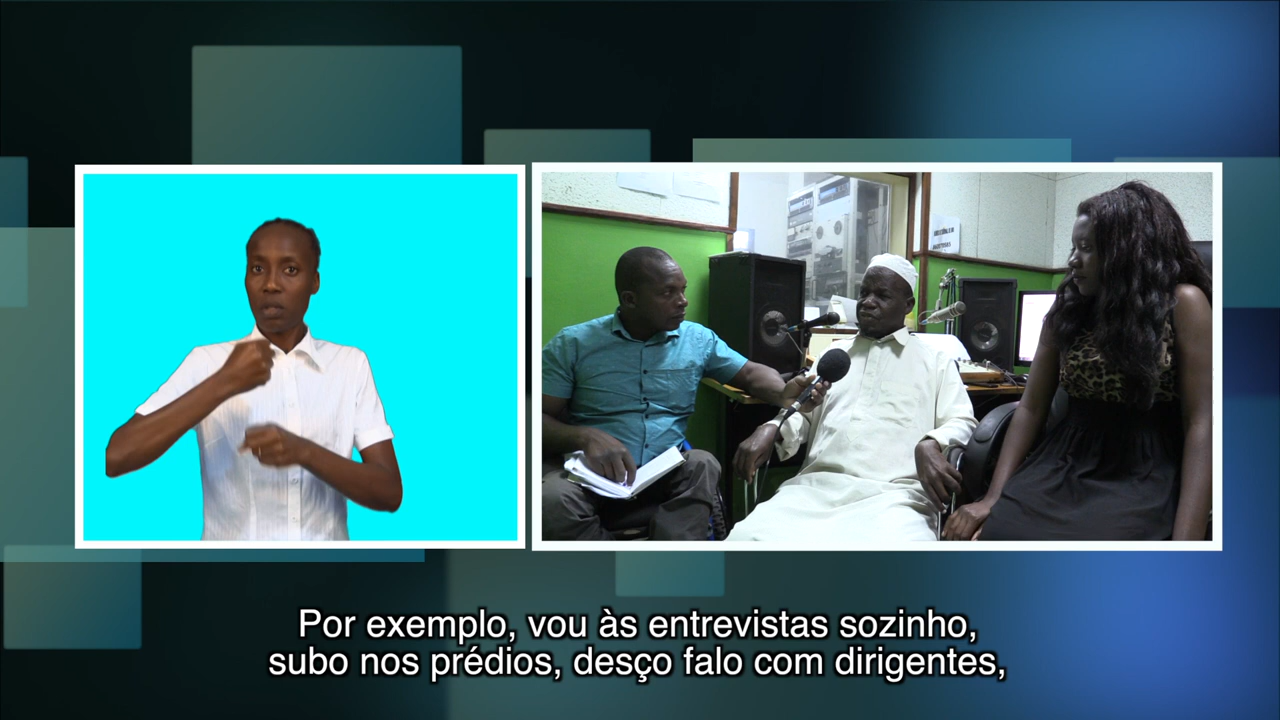 Por exemplo, vou às entrevistas sozinho,
subo nos prédios, desço falo com dirigentes,